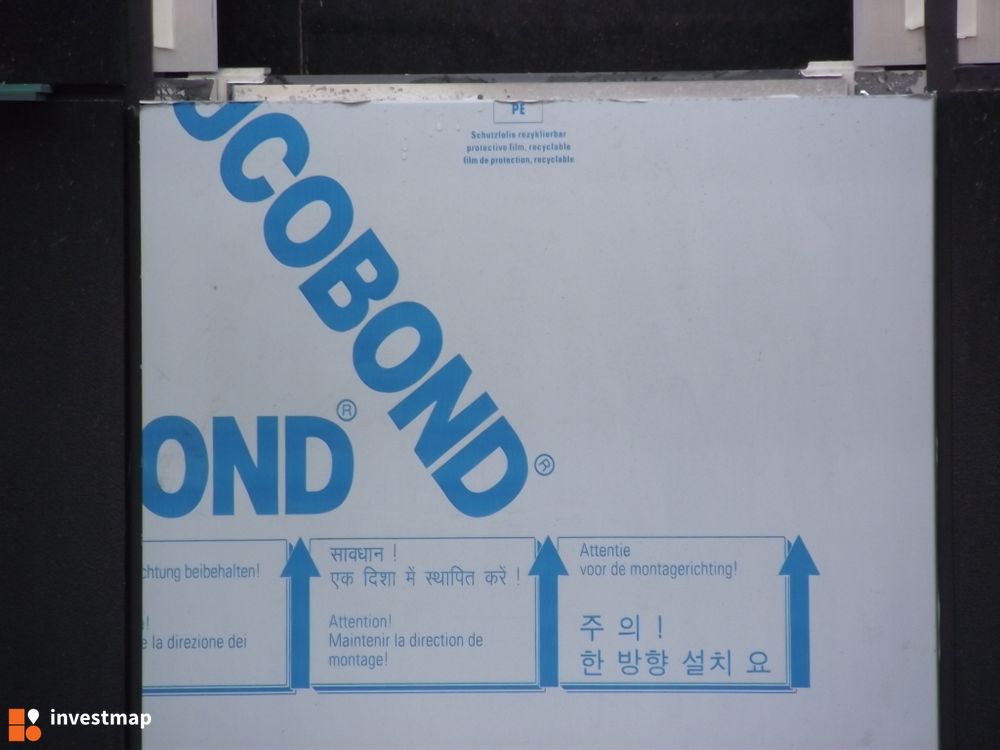 PE
Schutzfolie rezyklierbar
protective film, recyclable
film de protection, recyclable
UCOBOND®
OND®
chtung beibehalten!
e la direzione dei
सावधान !
एक दिशा में स्थापित करें !
Attention!
Maintenir la direction de
montage!
Attentie
voor de montagerichting!
주 의 !
한 방향 설치 요
investmap